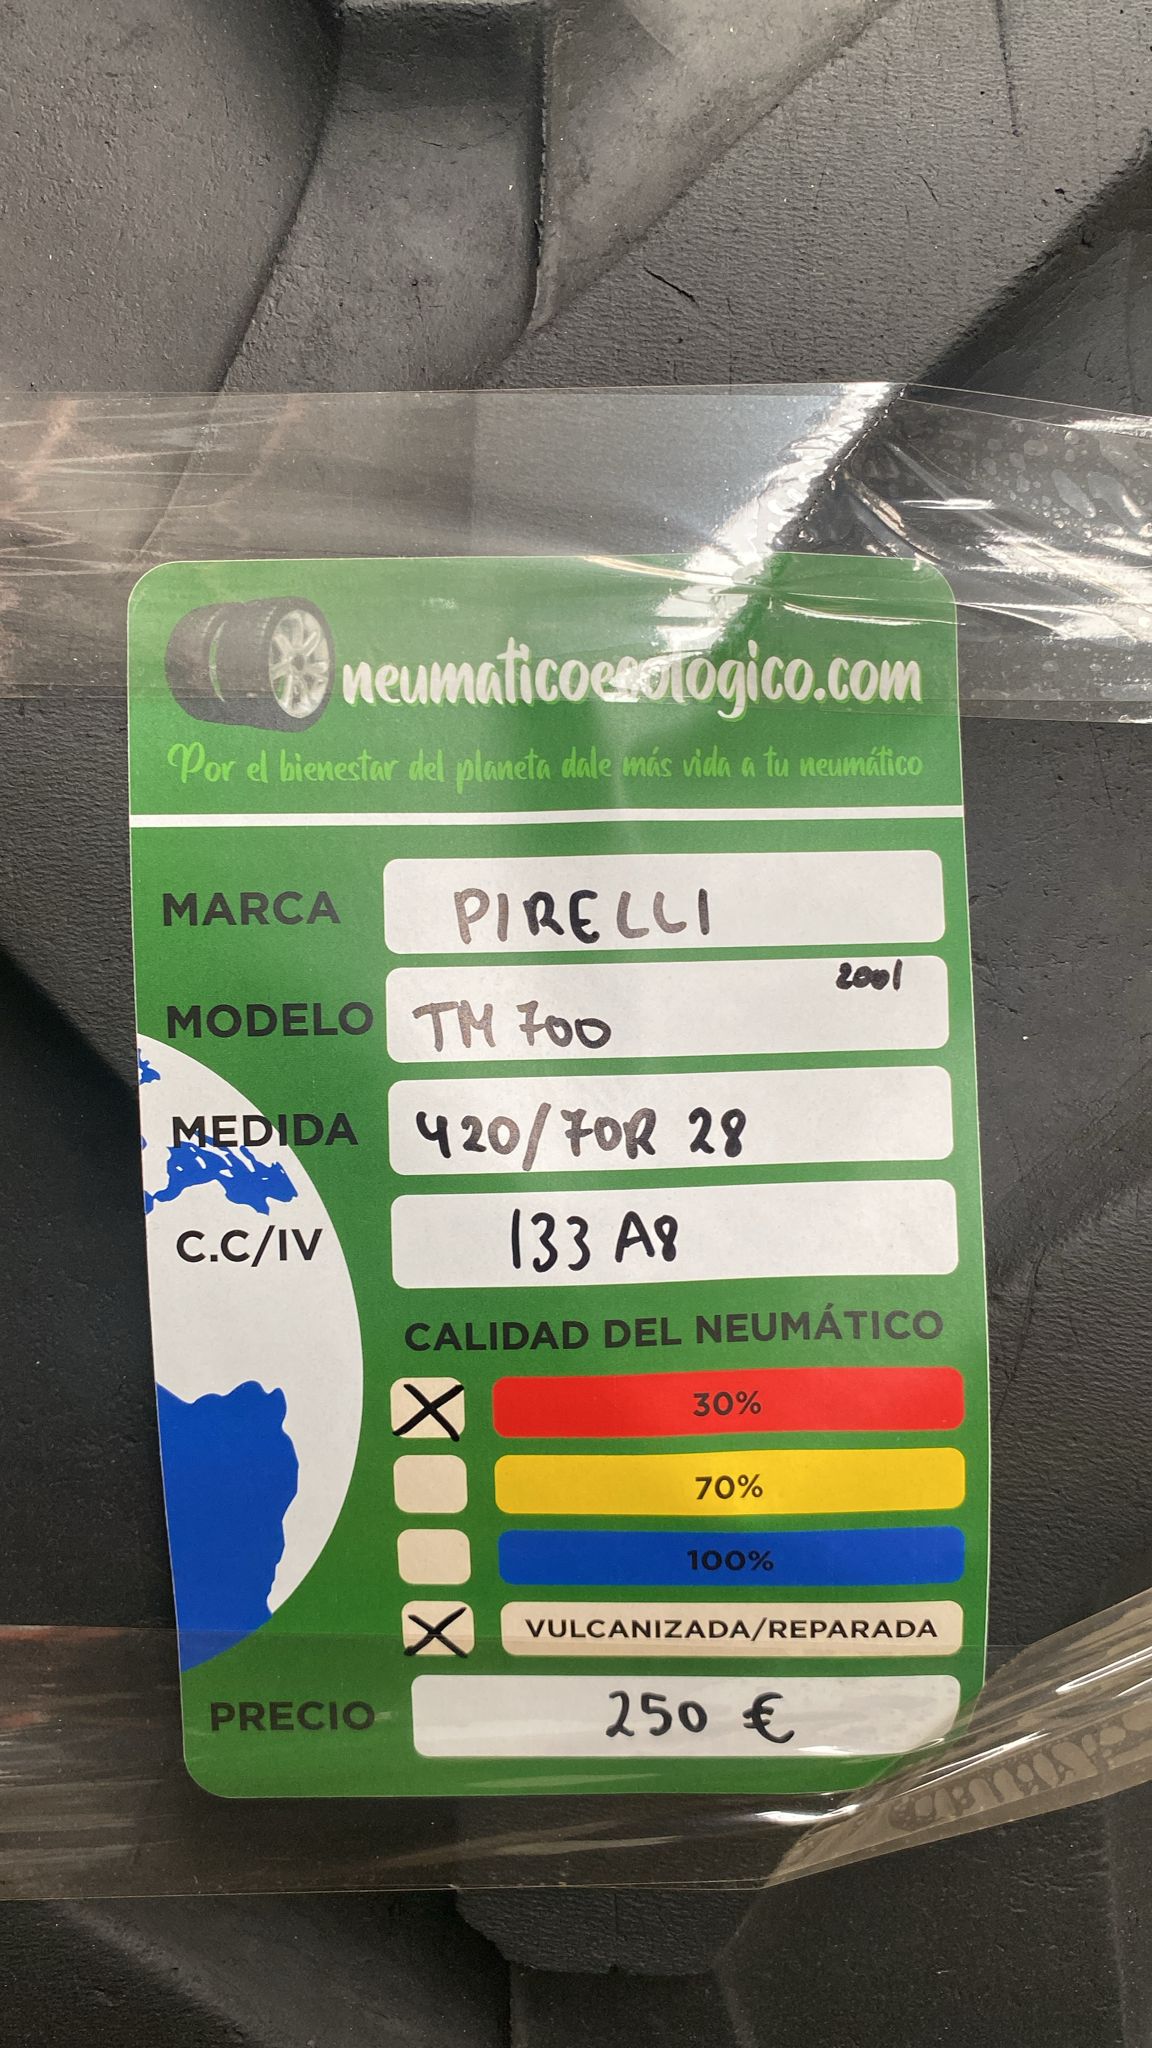 neumaticoecologico.com
Por el bienestar del planeta dale más vida a tu neumático
MARCA PIRELLI
2001
MODELO TM 700
MEDIDA 420/70R 28
C.C/IV 133 A8
CALIDAD DEL NEUMÁTICO
X 30%
70%
100%
X VULCANIZADA/REPARADA
PRECIO 250 €